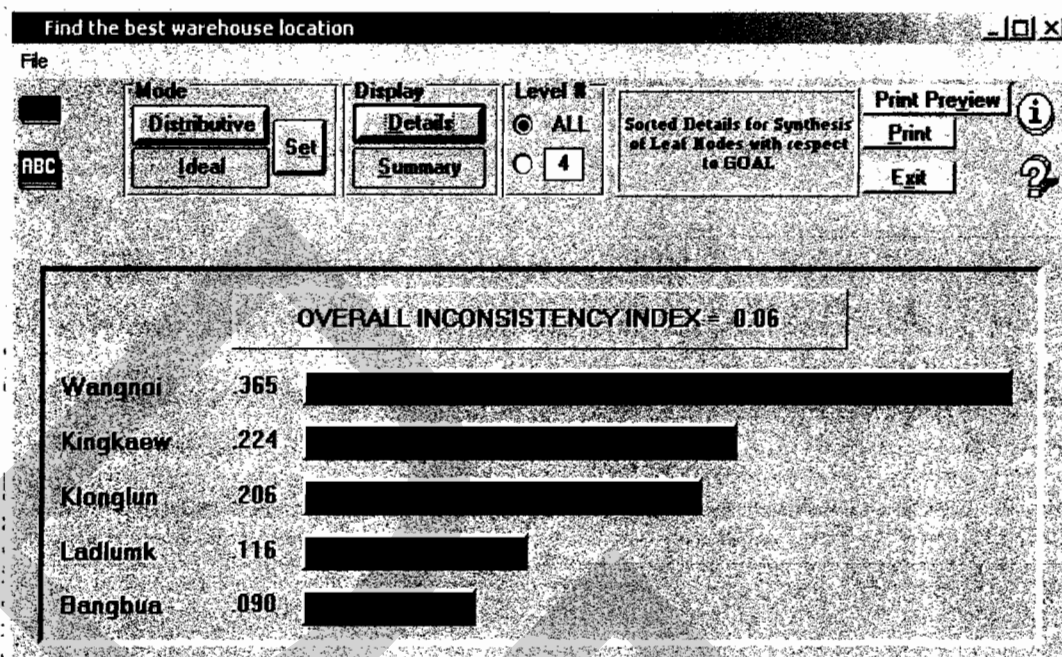 Find the best warehouse location
File
Mode
Distributive
Ideal
Set
Display
Details
Summary
Level #
ALL
4
Sorted Details for Synthesis
of Leaf Nodes with respect
to GOAL
Print Preview
Print
Exit
i
?
ABC
OVERALL INCONSISTENCY INDEX = 0.06
Wangnoi .365
Kingkaew .224
Klonglun .206
Ladlumk .116
Bangbua .090